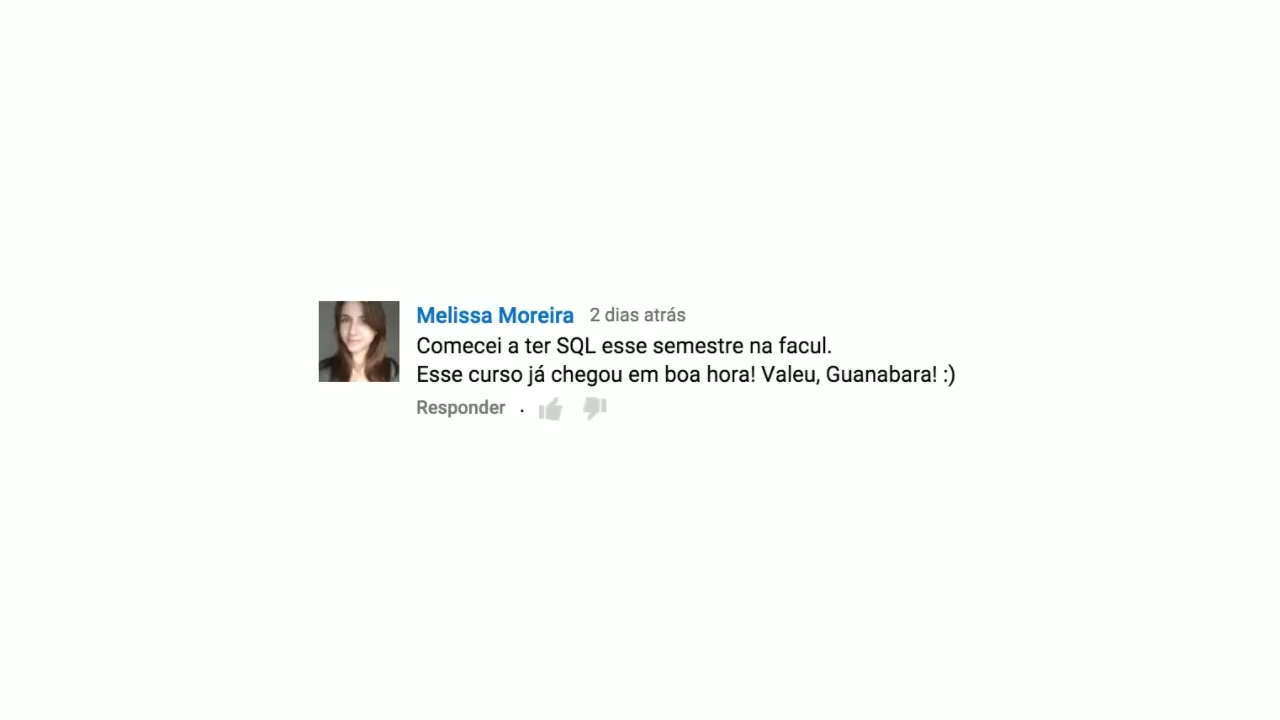 Melissa Moreira 2 dias atrás
Comecei a ter SQL esse semestre na facul.
Esse curso já chegou em boa hora! Valeu, Guanabara! :)
Responder ·